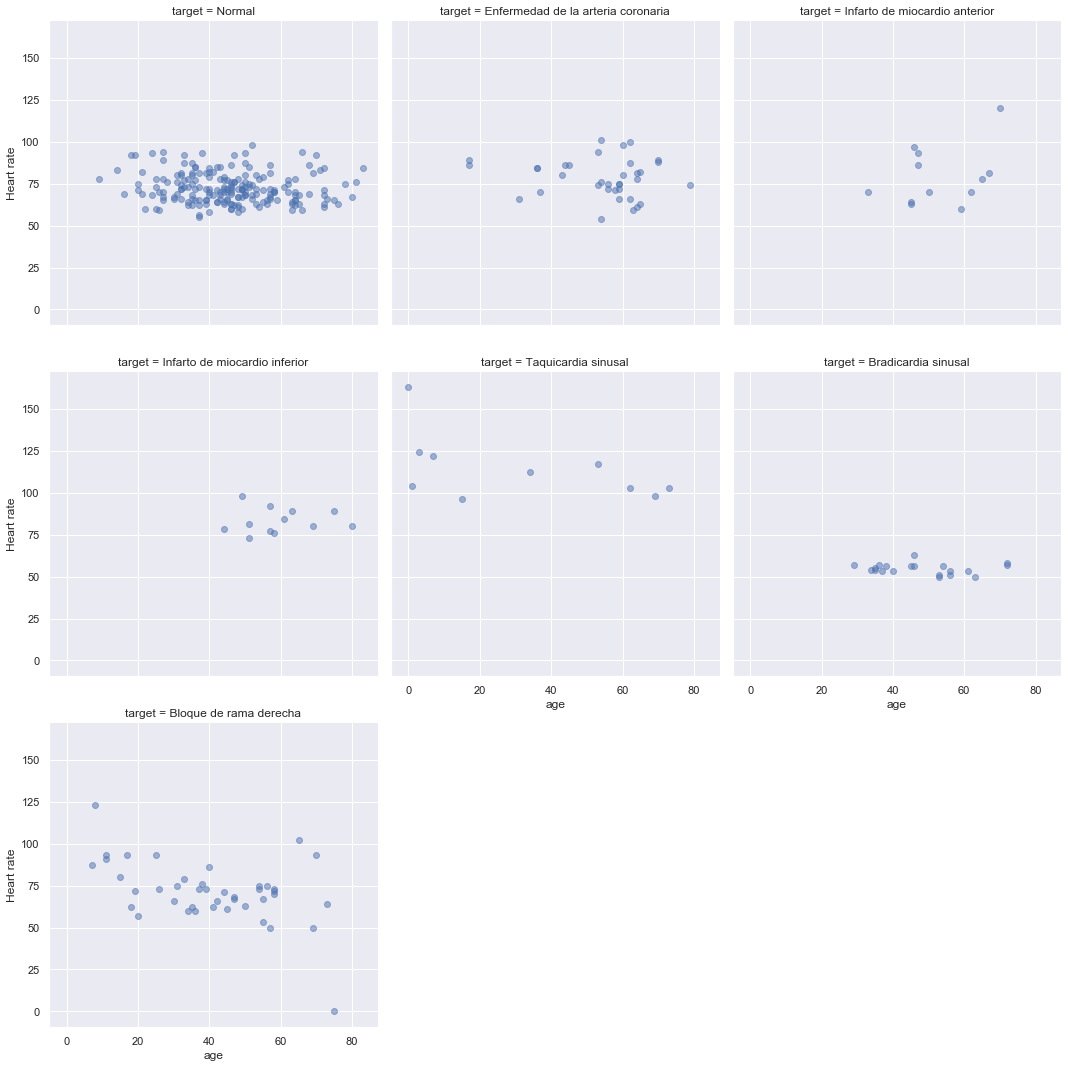 target = Normal
target = Enfermedad de la arteria coronaria
target = Infarto de miocardio anterior
150
125
100
75
50
25
0
Heart rate
target = Infarto de miocardio inferior
target = Taquicardia sinusal
target = Bradicardia sinusal
150
125
100
75
50
25
0
Heart rate
0 20 40 60 80
age
0 20 40 60 80
age
target = Bloque de rama derecha
150
125
100
75
50
25
0
Heart rate
0 20 40 60 80
age